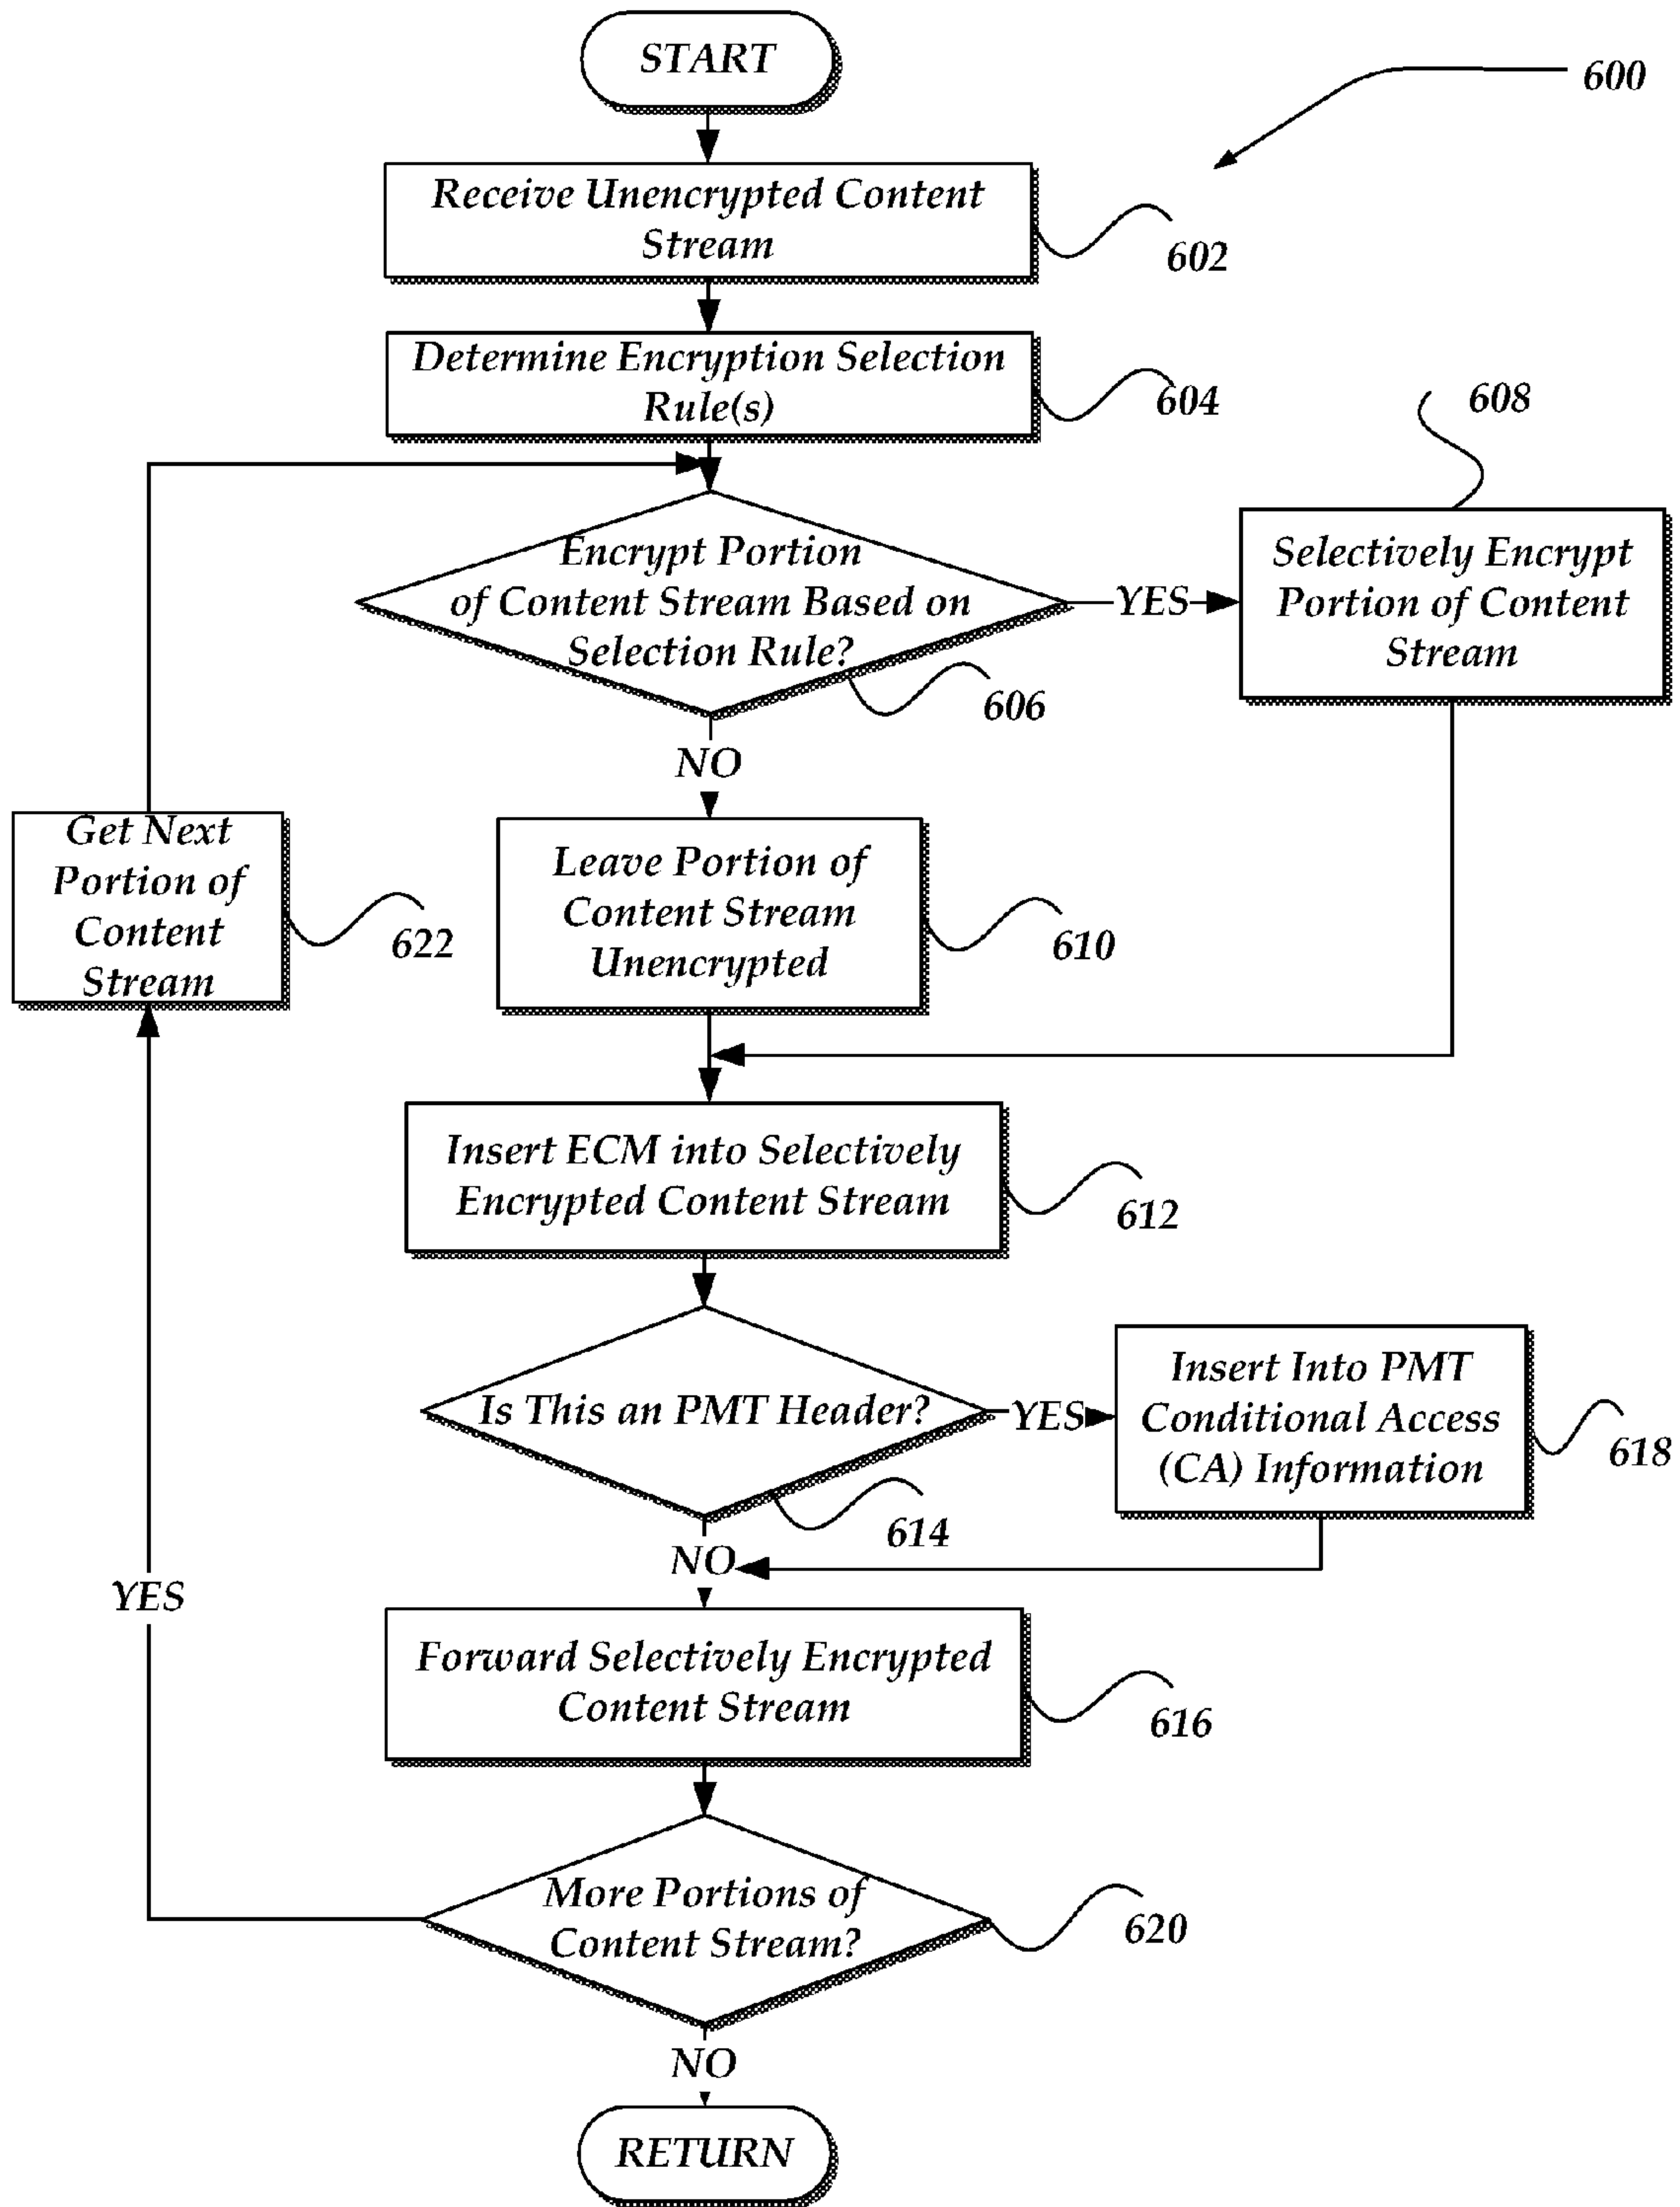 START
600
Receive Unencrypted Content
Stream
602
Determine Encryption Selection
Rule(s)
604
608
Encrypt Portion
of Content Stream Based on
Selection Rule?
YES
Selectively Encrypt
Portion of Content
Stream
606
NO
Get Next
Portion of
Content
Stream
622
Leave Portion of
Content Stream
Unencrypted
610
Insert ECM into Selectively
Encrypted Content Stream
612
Is This an PMT Header?
YES
Insert Into PMT
Conditional Access
(CA) Information
618
614
NO
YES
Forward Selectively Encrypted
Content Stream
616
More Portions of
Content Stream?
620
NO
RETURN